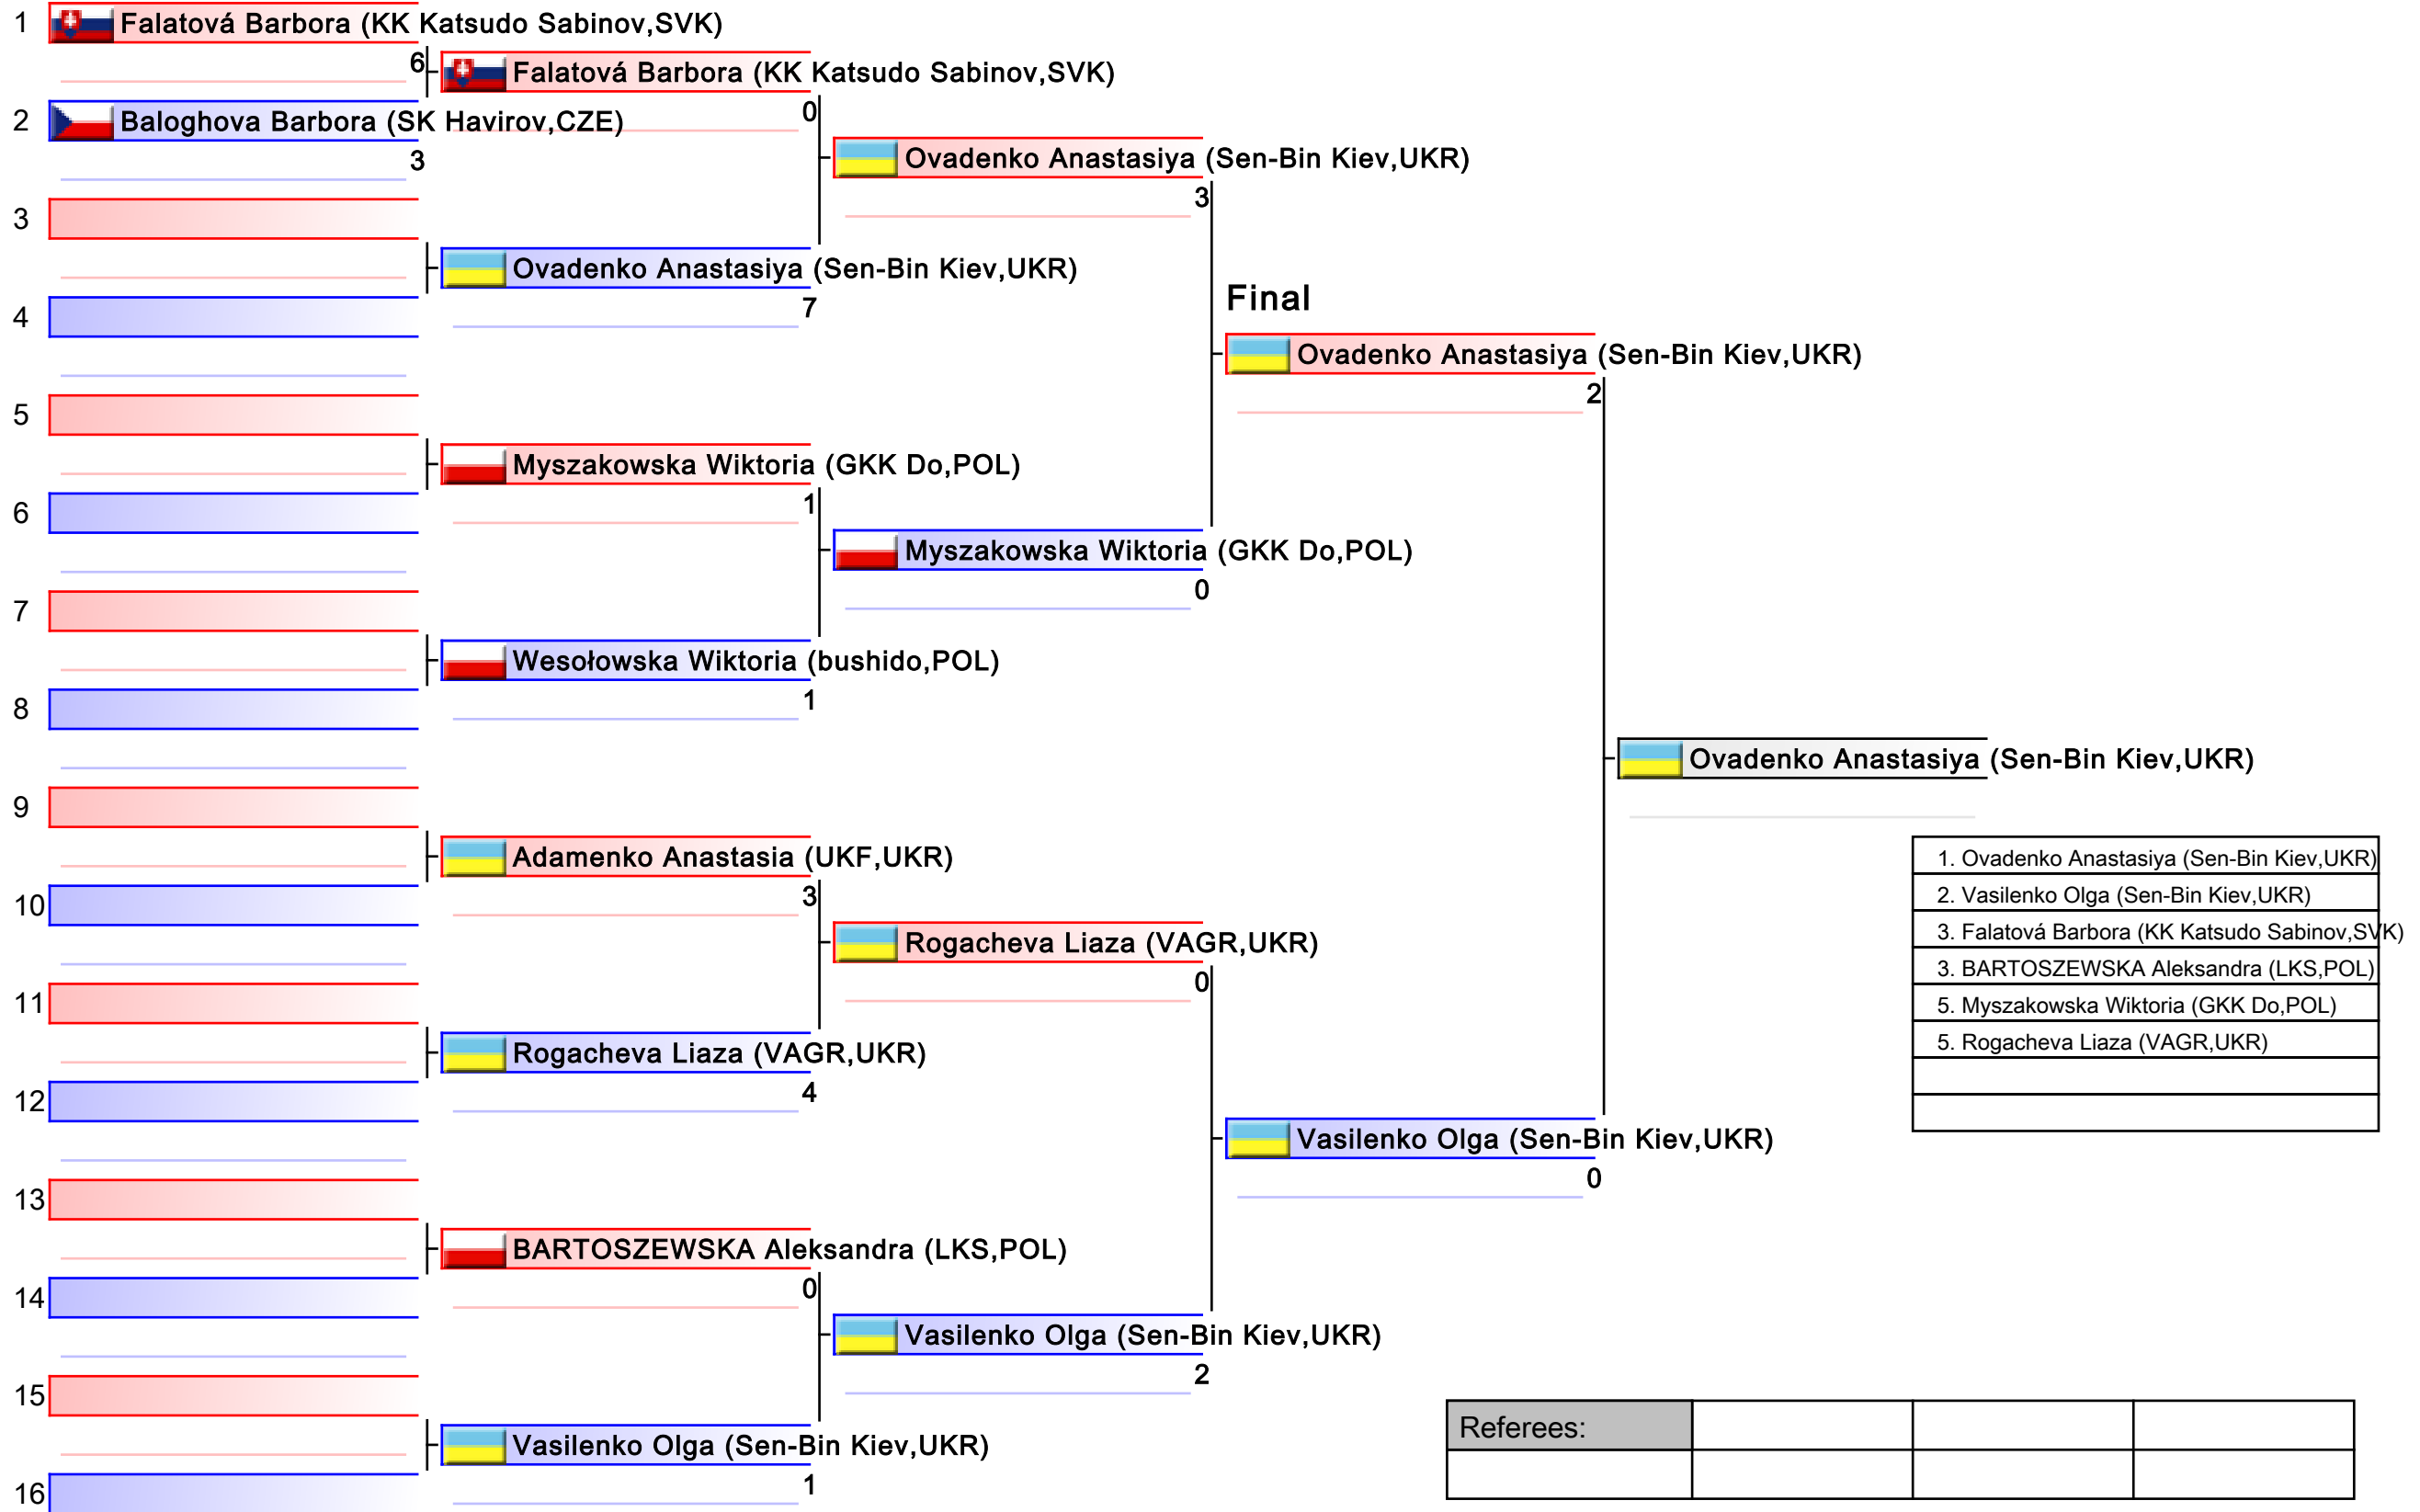 1 Falatová Barbora (KK Katsudo Sabinov,SVK)
6
Falatová Barbora (KK Katsudo Sabinov,SVK)
0
2 Baloghova Barbora (SK Havirov,CZE)
3
Ovadenko Anastasiya (Sen-Bin Kiev,UKR)
3
3
Ovadenko Anastasiya (Sen-Bin Kiev,UKR)
7
4
Final
Ovadenko Anastasiya (Sen-Bin Kiev,UKR)
2
5
Myszakowska Wiktoria (GKK Do,POL)
1
6
Myszakowska Wiktoria (GKK Do,POL)
0
7
Wesołowska Wiktoria (bushido,POL)
1
8
Ovadenko Anastasiya (Sen-Bin Kiev,UKR)
9
Adamenko Anastasia (UKF,UKR)
3
10
1. Ovadenko Anastasiya (Sen-Bin Kiev,UKR)
2. Vasilenko Olga (Sen-Bin Kiev,UKR)
3. Falatová Barbora (KK Katsudo Sabinov,SVK)
3. BARTOSZEWSKA Aleksandra (LKS,POL)
5. Myszakowska Wiktoria (GKK Do,POL)
5. Rogacheva Liaza (VAGR,UKR)
Rogacheva Liaza (VAGR,UKR)
0
11
Rogacheva Liaza (VAGR,UKR)
4
12
Vasilenko Olga (Sen-Bin Kiev,UKR)
0
13
BARTOSZEWSKA Aleksandra (LKS,POL)
0
14
Vasilenko Olga (Sen-Bin Kiev,UKR)
2
15
Vasilenko Olga (Sen-Bin Kiev,UKR)
1
16
Referees: